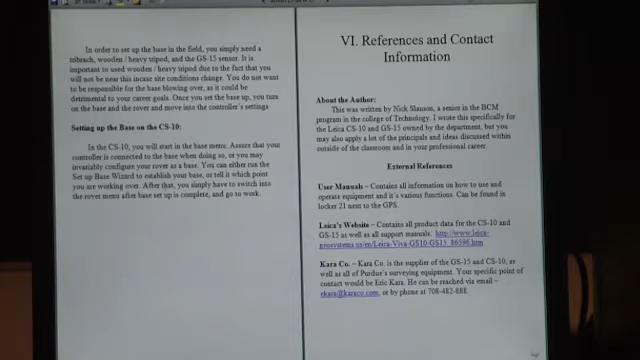 In order to set up the base in the field, you simply need a
tribrach, wooden / heavy tripod, and the GS-15 sensor. It is
important to used wooden / heavy tripod due to the fact that you
will not be near this incase site conditions change. You do not want
to be responsible for the base blowing over, as it could be
detrimental to your career goals. Once you set the base up, you turn
on the base and the rover and move into the controller's settings.
Setting up the Base on the CS-10:
In the CS-10, you will start in the base menu. Assure that your
controller is connected to the base when doing so, or you may
invariably configure your rover as a base. You can either run the
Set up Base Wizard to establish your base, or tell it which point
you are working over. After that, you simply have to switch into
the rover menu after base set up is complete, and go to work.
VI. References and Contact
Information
About the Author:
This was written by Nick Slauson, a senior in the BCM
program in the college of Technology. I wrote this specifically for
the Leica CS-10 and GS-15 owned by the department, but you
may also apply a lot of the principals and ideas discussed within
outside of the classroom and in your professional career.
External References
User Manuals – Contains all information on how to use and
operate equipment and it's various functions. Can be found in
locker 21 next to the GPS.
Leica's Website – Contains all product data for the CS-10 and
GS-15 as well as all support manuals. http://www.leica-
geosystems.us/en/Leica-Viva-GS10-GS15_86596.htm
Kara Co. – Kara Co. is the supplier of the GS-15 and CS-10, as
well as all of Purdue's surveying equipment. Your specific point of
contact would be Eric Kara. He can be reached via email –
ekara@karaco.com, or by phone at 708-482-888.